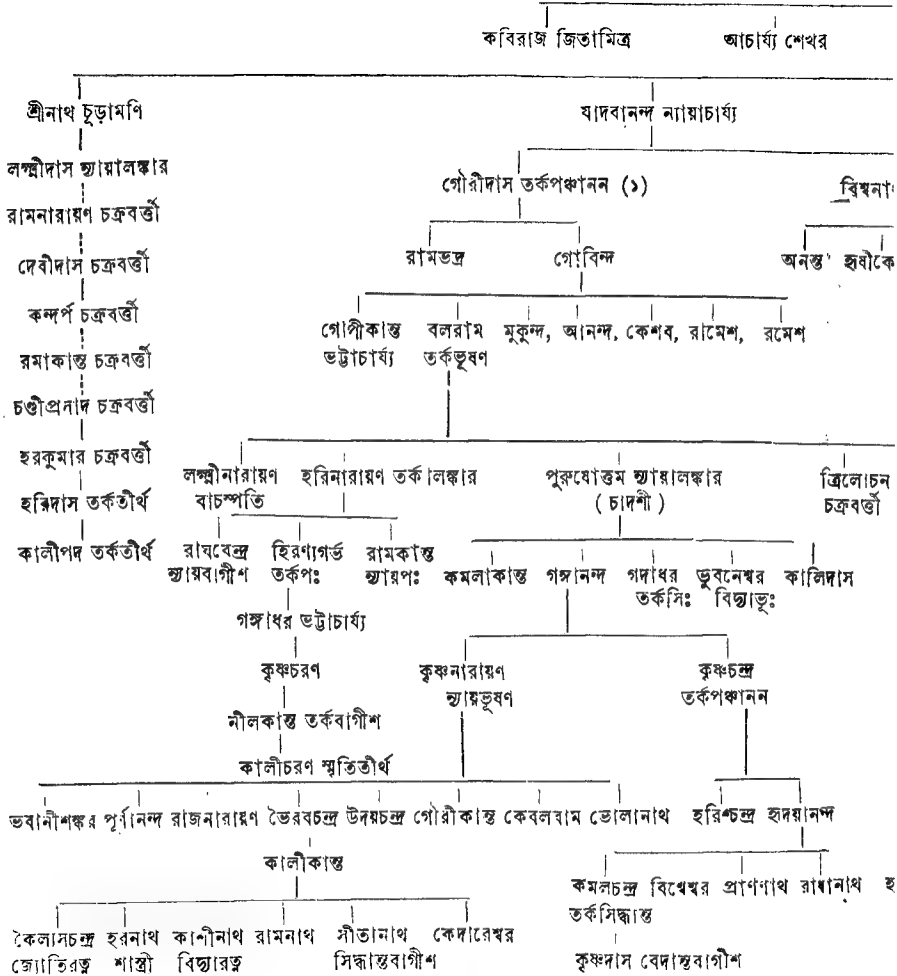 কবিরাজ জিতামিত্র আচার্য্য শেখর
শ্রীনাথ চূড়ামণি যাদবানন্দ ন্যায়াচার্য্য
লক্ষ্মীদাস ন্যায়ালঙ্কার
গৌরীদাস তর্কপঞ্চানন (১)
রামনারায়ণ চক্রবর্ত্তী
দেবীদাস চক্রবর্ত্তী রামভদ্র গোবিন্দ অনন্ত
কন্দর্প চক্রবর্ত্তী
গোপীকান্ত বলরাম মুকুন্দ, আনন্দ, কেশব, রামেশ, রমেশ
ভট্টাচার্য্য তর্কভূষণ
রমাকান্ত চক্রবর্ত্তী
চণ্ডীপ্রসাদ চক্রবর্ত্তী
হরকুমার চক্রবর্ত্তী
লক্ষ্মীনারায়ণ হরিনারায়ণ তর্কালঙ্কার পুরুষোত্তম ন্যায়ালঙ্কার ত্রিলোচন
বাচস্পতি (চাদশী) চক্রবর্ত্তী
হরিদাস তর্কতীর্থ
কালীপদ তর্কতীর্থ
রাঘবেন্দ্র হিরণ্যগর্ভ রামকান্ত
ন্যায়বাগীশ তর্কপঃ ন্যায়পঃ
কমলাকান্ত গঙ্গানন্দ গদাধর ভুবনেশ্বর কালিদাস
তর্কসিঃ বিদ্যাভূঃ
গঙ্গাধর ভট্টাচার্য্য
কৃষ্ণচরণ কৃষ্ণনারায়ণ কৃষ্ণচন্দ্র
ন্যায়ভূষণ তর্কপঞ্চানন
নীলকান্ত তর্কবাগীশ
কালীচরণ স্মৃতিতীর্থ
ভবানীশঙ্কর পূর্ণানন্দ রাজনারায়ণ ভৈরবচন্দ্র উদয়চন্দ্র গৌরীকান্ত কেবলরাম ভোলানাথ হরিশ্চন্দ্র হৃদয়ানন্দ
কালীকান্ত
কমলচন্দ্র বিশ্বেশ্বর প্রাণনাথ রাধানাথ
তর্কসিদ্ধান্ত
কৈলাসচন্দ্র হরনাথ কাশীনাথ রামনাথ সীতানাথ কেদারেশ্বর
জ্যোতিরত্ন শাস্ত্রী বিদ্যারত্ন সিদ্ধান্তবাগীশ
কৃষ্ণদাস বেদান্তবাগীশ